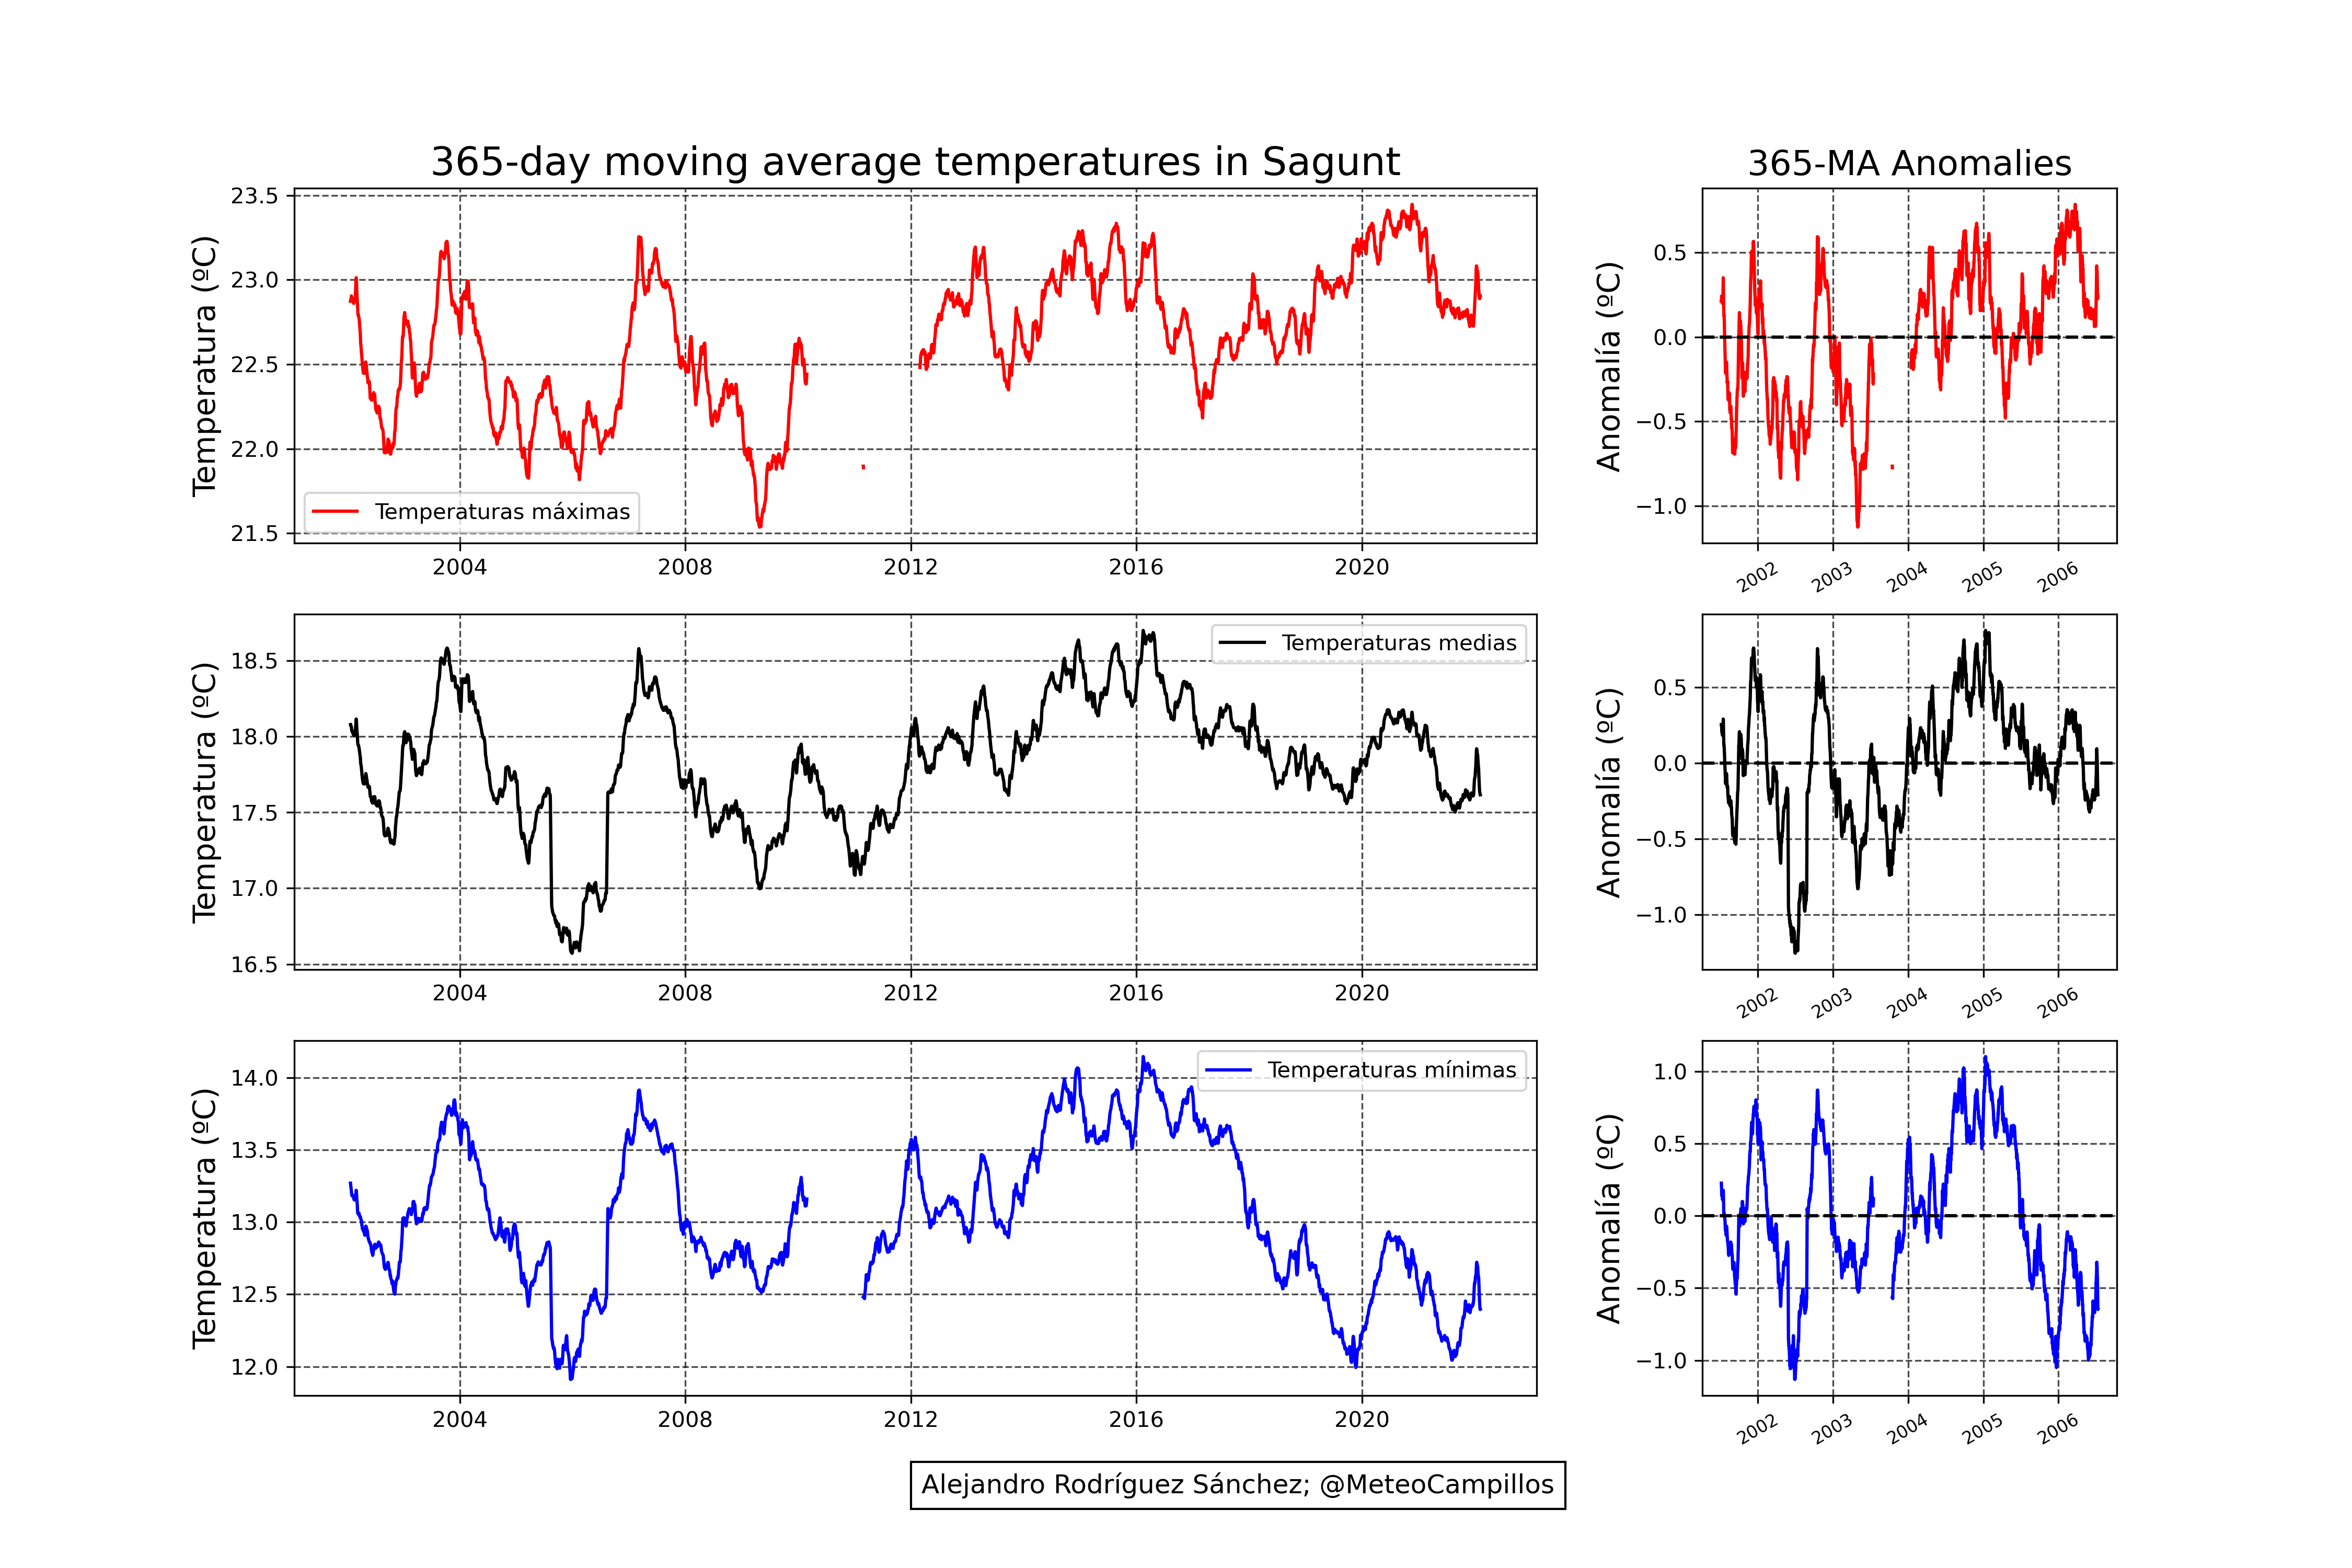 365-day moving average temperatures in Sagunt
365-MA Anomalies
Temperatura (ºC)
23.5
23.0
22.5
22.0
21.5
Temperaturas máximas
2004 2008 2012 2016 2020
Anomalía (ºC)
0.5
0.0
−0.5
−1.0
2002 2003 2004 2005 2006
Temperatura (ºC)
18.5
18.0
17.5
17.0
16.5
Temperaturas medias
2004 2008 2012 2016 2020
Anomalía (ºC)
0.5
0.0
−0.5
−1.0
2002 2003 2004 2005 2006
Temperatura (ºC)
14.0
13.5
13.0
12.5
12.0
Temperaturas mínimas
2004 2008 2012 2016 2020
Anomalía (ºC)
1.0
0.5
0.0
−0.5
−1.0
2002 2003 2004 2005 2006
Alejandro Rodríguez Sánchez; @MeteoCampillos